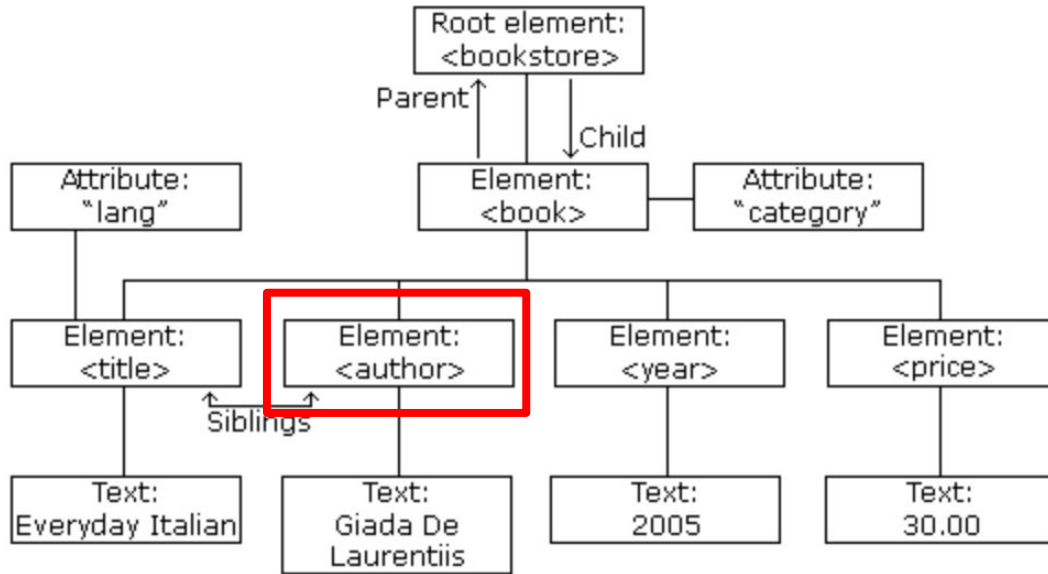 Root element:
<bookstore>
Parent
Child
Attribute:
“lang”
Element:
<book>
Attribute:
“category”
Element:
<title>
Element:
<author>
Element:
<year>
Element:
<price>
Siblings
Text:
Everyday Italian
Text:
Giada De
Laurentiis
Text:
2005
Text:
30.00